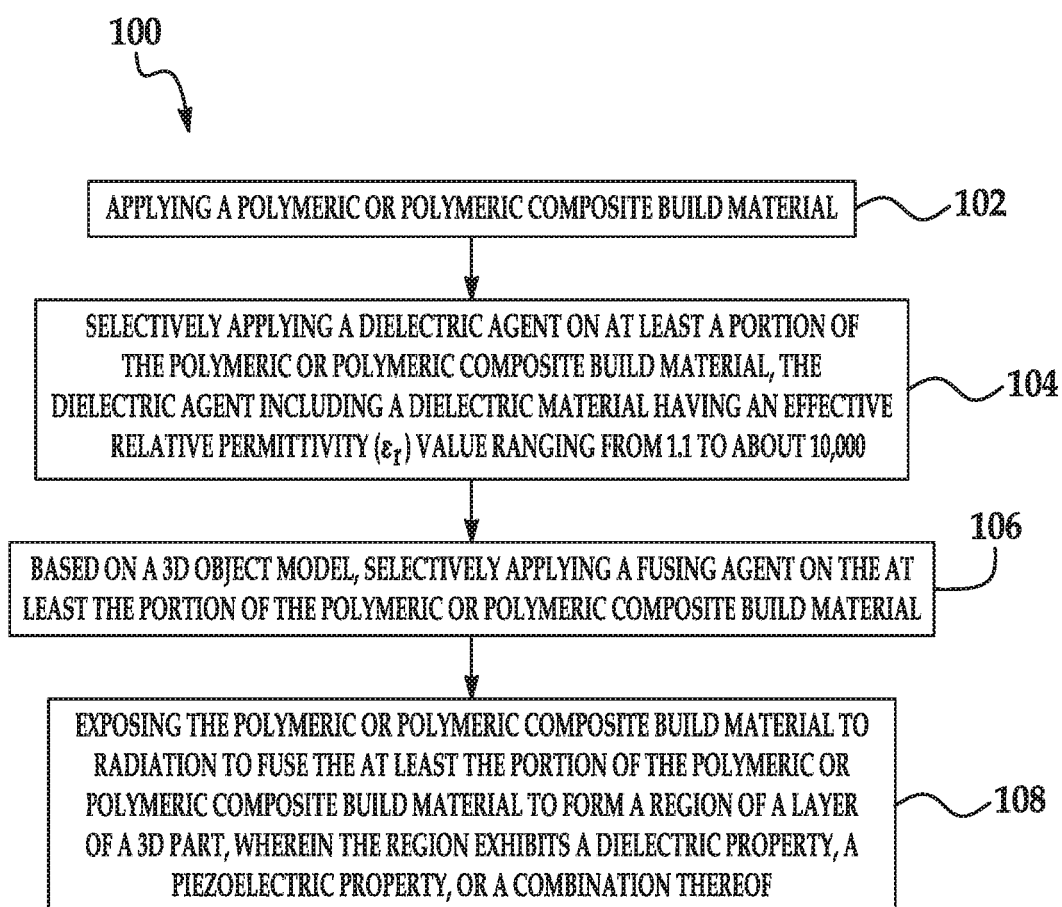 100
APPLYING A POLYMERIC OR POLYMERIC COMPOSITE BUILD MATERIAL
102
SELECTIVELY APPLYING A DIELECTRIC AGENT ON AT LEAST A PORTION OF
THE POLYMERIC OR POLYMERIC COMPOSITE BUILD MATERIAL, THE
DIELECTRIC AGENT INCLUDING A DIELECTRIC MATERIAL HAVING AN EFFECTIVE
RELATIVE PERMITTIVITY (εr) VALUE RANGING FROM 1.1 TO ABOUT 10,000
104
BASED ON A 3D OBJECT MODEL, SELECTIVELY APPLYING A FUSING AGENT ON THE AT
LEAST THE PORTION OF THE POLYMERIC OR POLYMERIC COMPOSITE BUILD MATERIAL
106
EXPOSING THE POLYMERIC OR POLYMERIC COMPOSITE BUILD MATERIAL TO
RADIATION TO FUSE THE AT LEAST THE PORTION OF THE POLYMERIC OR
POLYMERIC COMPOSITE BUILD MATERIAL TO FORM A REGION OF A LAYER
OF A 3D PART, WHEREIN THE REGION EXHIBITS A DIELECTRIC PROPERTY, A
PIEZOELECTRIC PROPERTY, OR A COMBINATION THEREOF
108